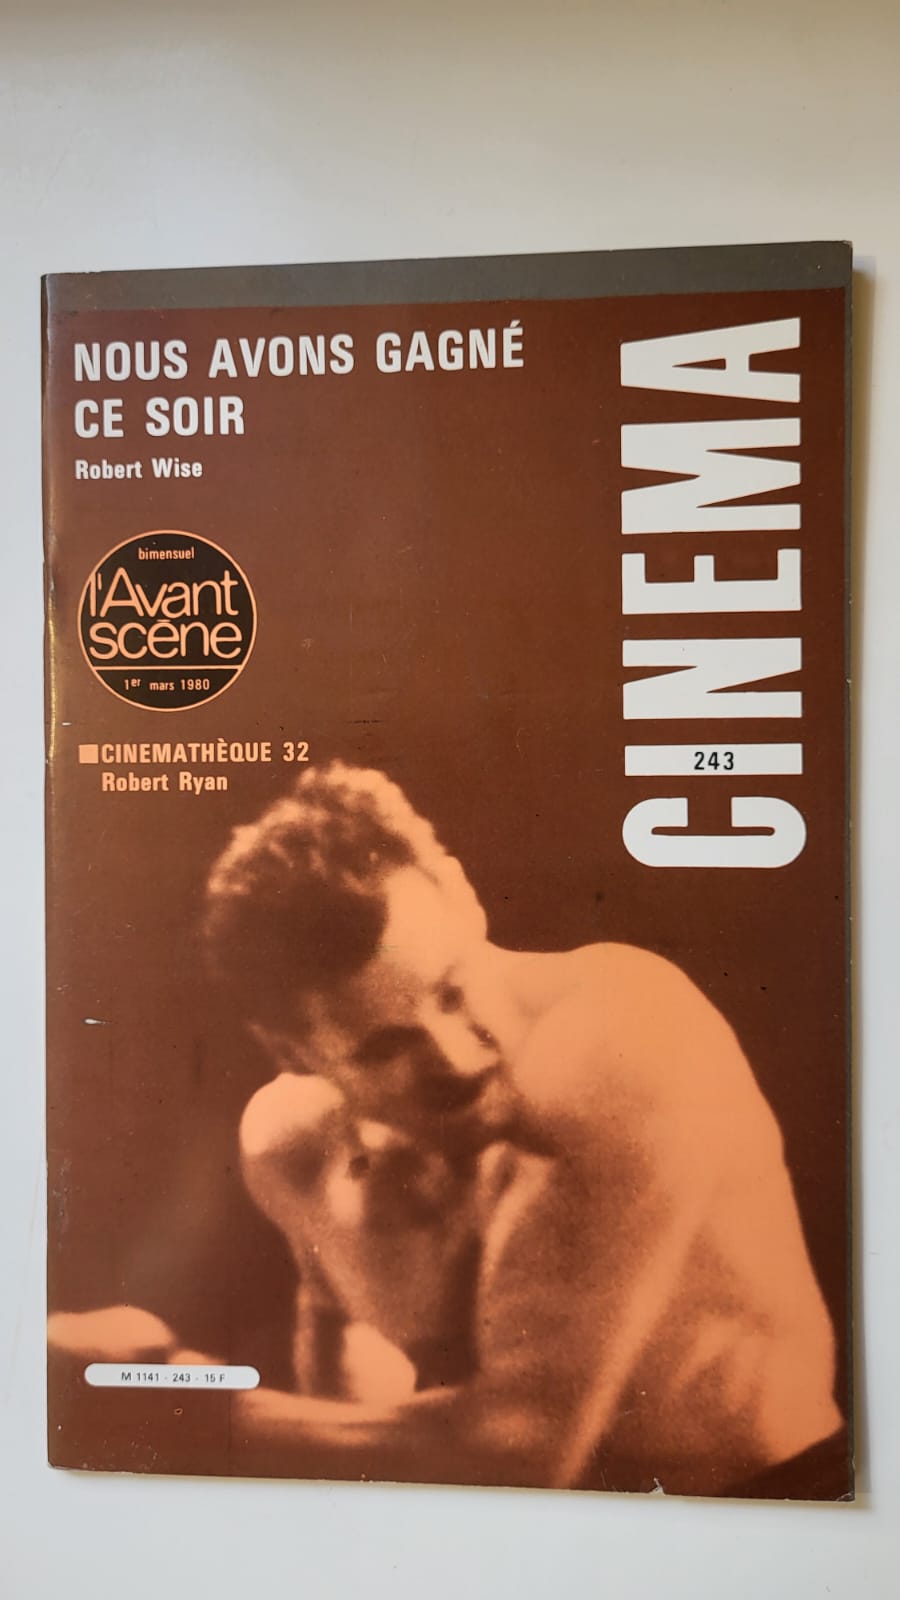 NOUS AVONS GAGNÉ
CE SOIR
Robert Wise
CINEMA
243
bimensuel
l'Avant
scène
1er mars 1980
CINEMATHÈQUE 32
Robert Ryan
M 1141 - 243 - 15 F